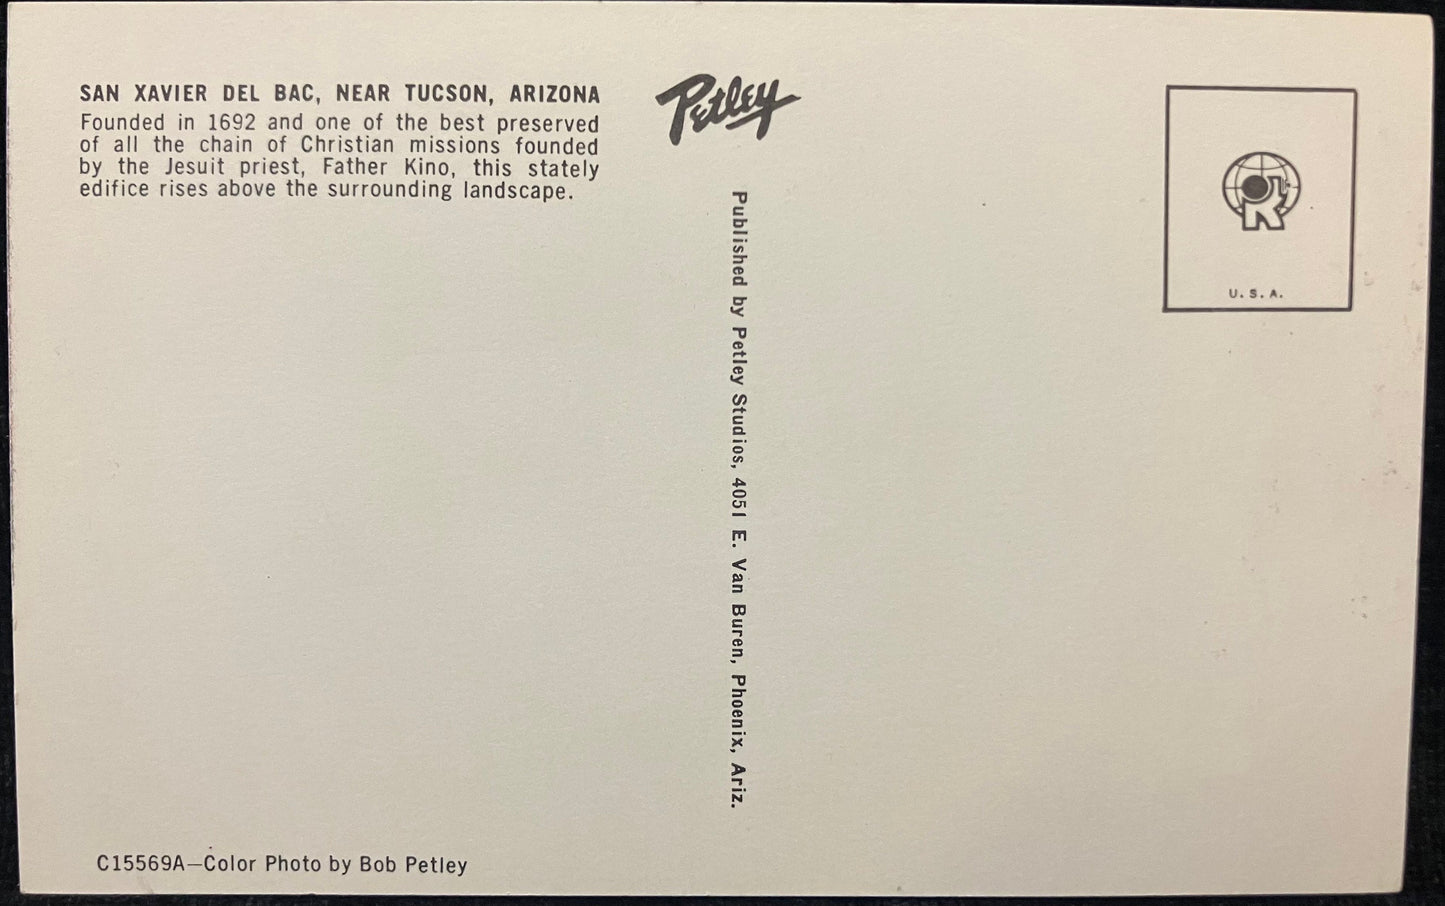 SAN XAVIER DEL BAC, NEAR TUCSON, ARIZONA
Founded in 1692 and one of the best preserved
of all the chain of Christian missions founded
by the Jesuit priest, Father Kino, this stately
edifice rises above the surrounding landscape.
Petley
Published by Petley Studios, 4051 E. Van Buren, Phoenix, Ariz.
R
U. S. A.
C15569A—Color Photo by Bob Petley